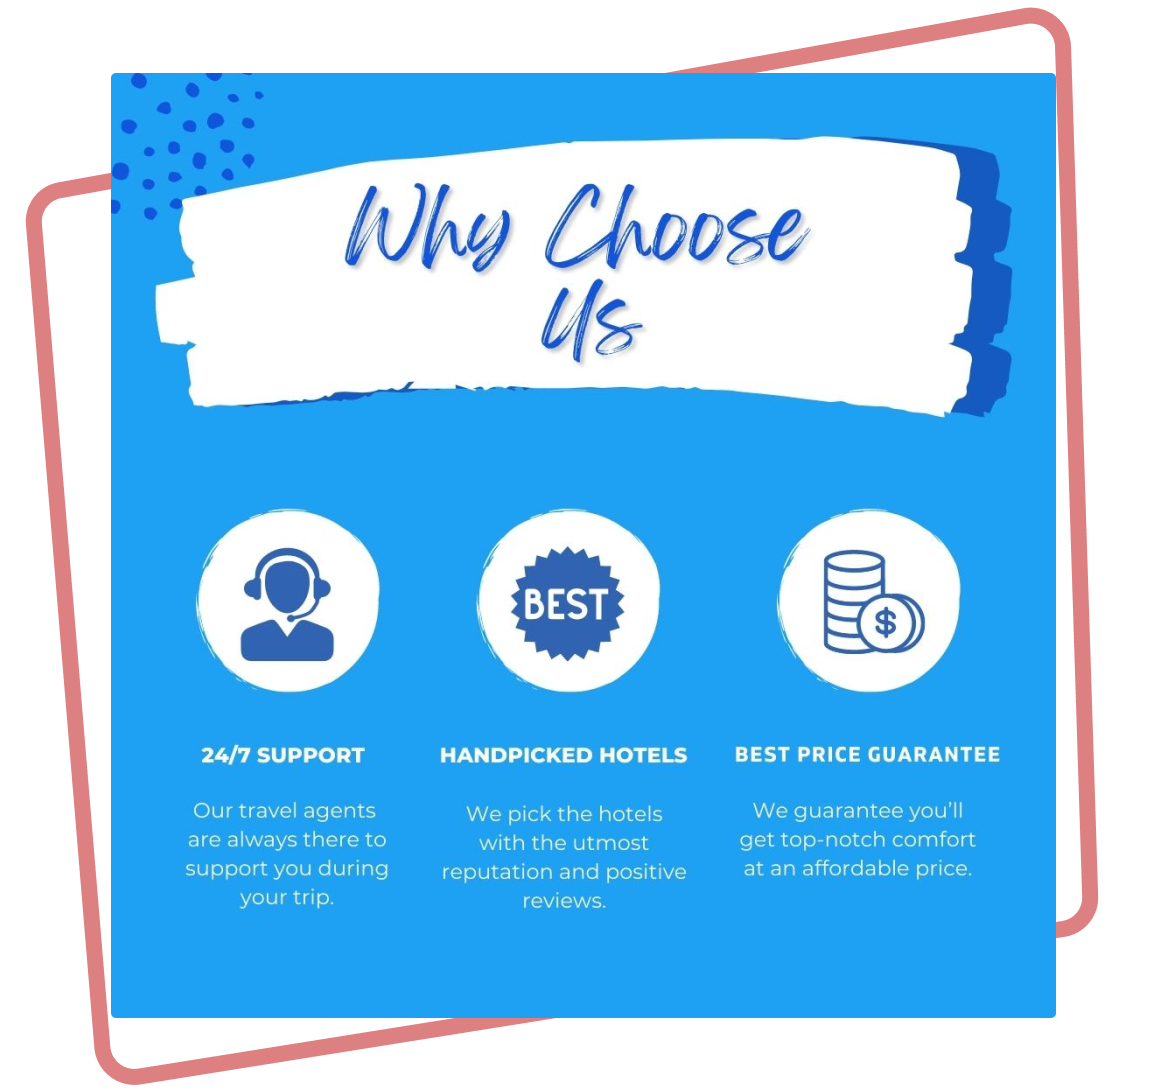 Why Choose
Us
BEST
$
24/7 SUPPORT
Our travel agents
are always there to
support you during
your trip.
HANDPICKED HOTELS
We pick the hotels
with the utmost
reputation and positive
reviews.
BEST PRICE GUARANTEE
We guarantee you’ll
get top-notch comfort
at an affordable price.